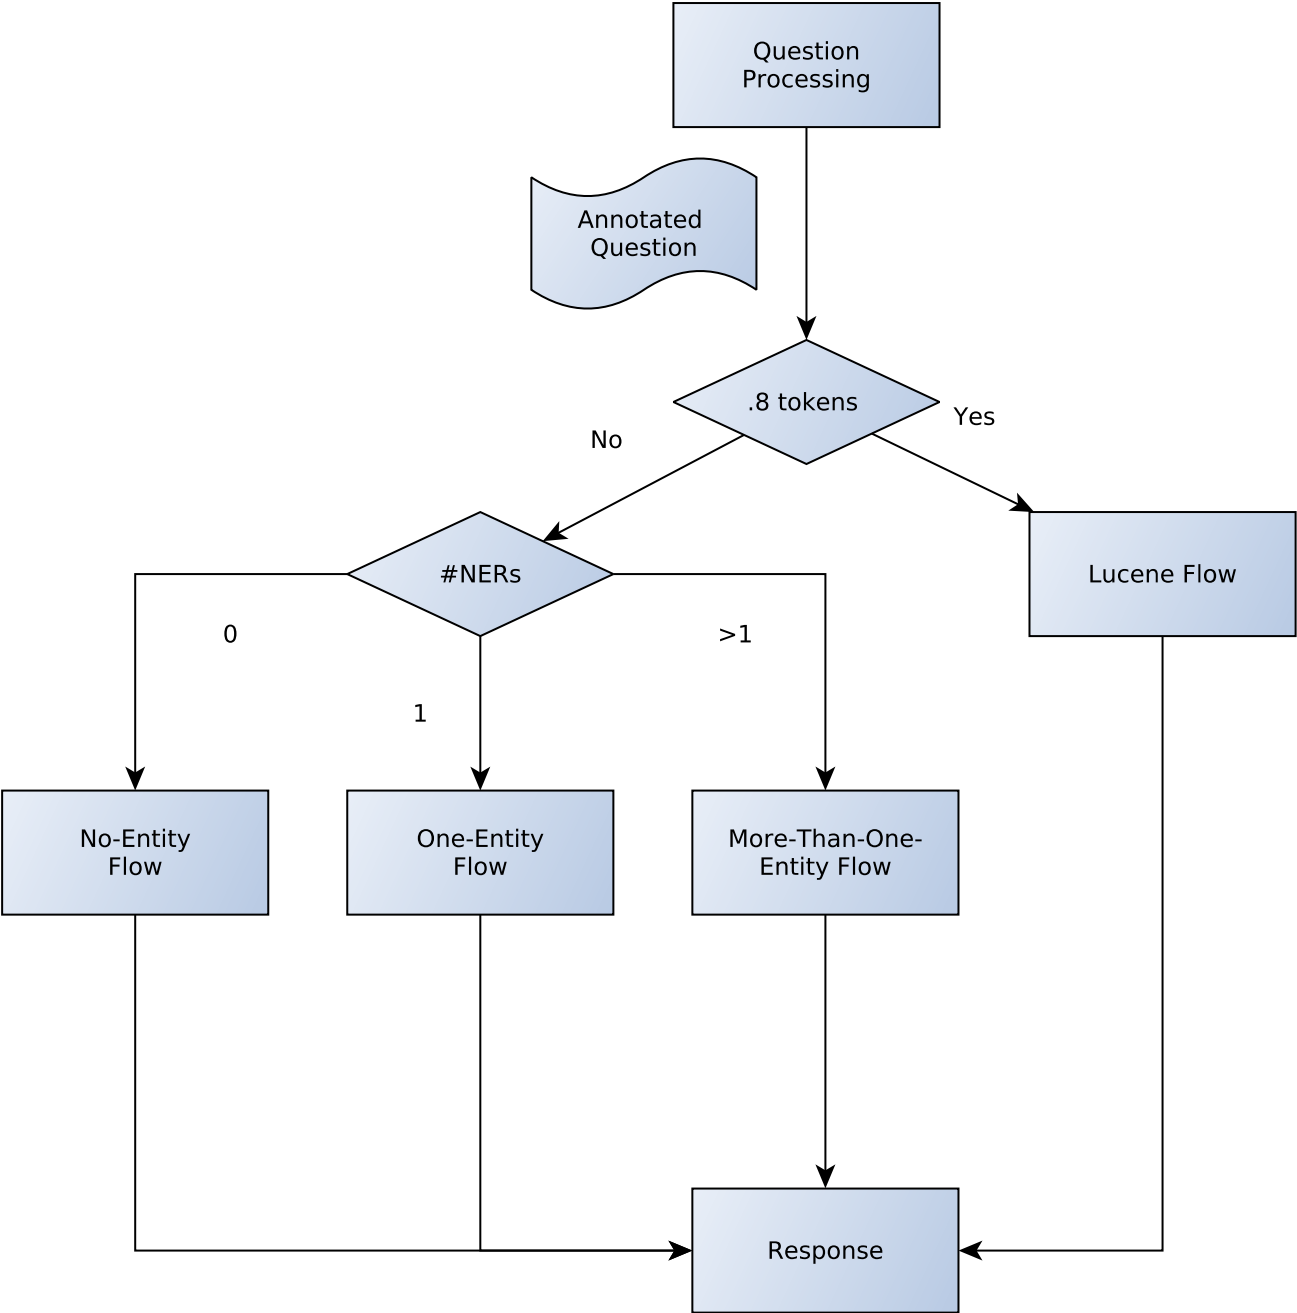 Question
Processing
Annotated
Question
.8 tokens
Yes
No
#NERs
Lucene Flow
0
>1
1
No-Entity
Flow
One-Entity
Flow
More-Than-One-
Entity Flow
Response